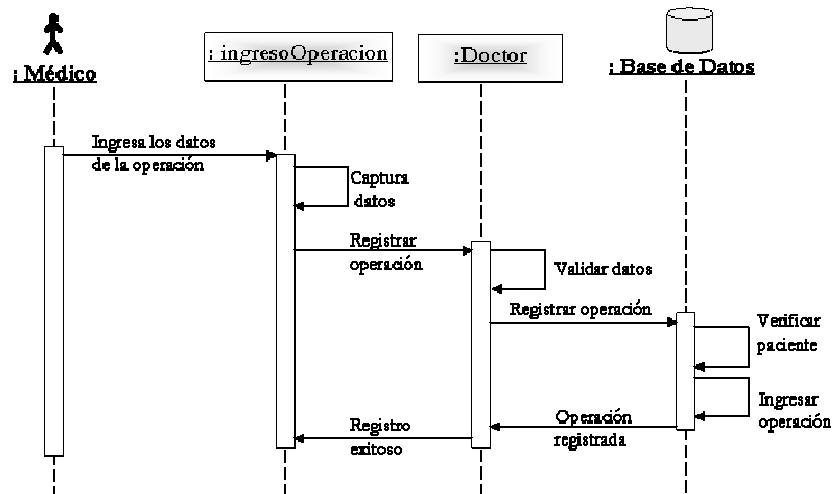 : Médico
: ingresoOperacion
:Doctor
: Base de Datos
Ingresa los datos
de la operación
Captura
datos
Registrar
operación
Validar datos
Registrar operación
Verificar
paciente
Ingresar
operación
Operación
registrada
Registro
exitoso